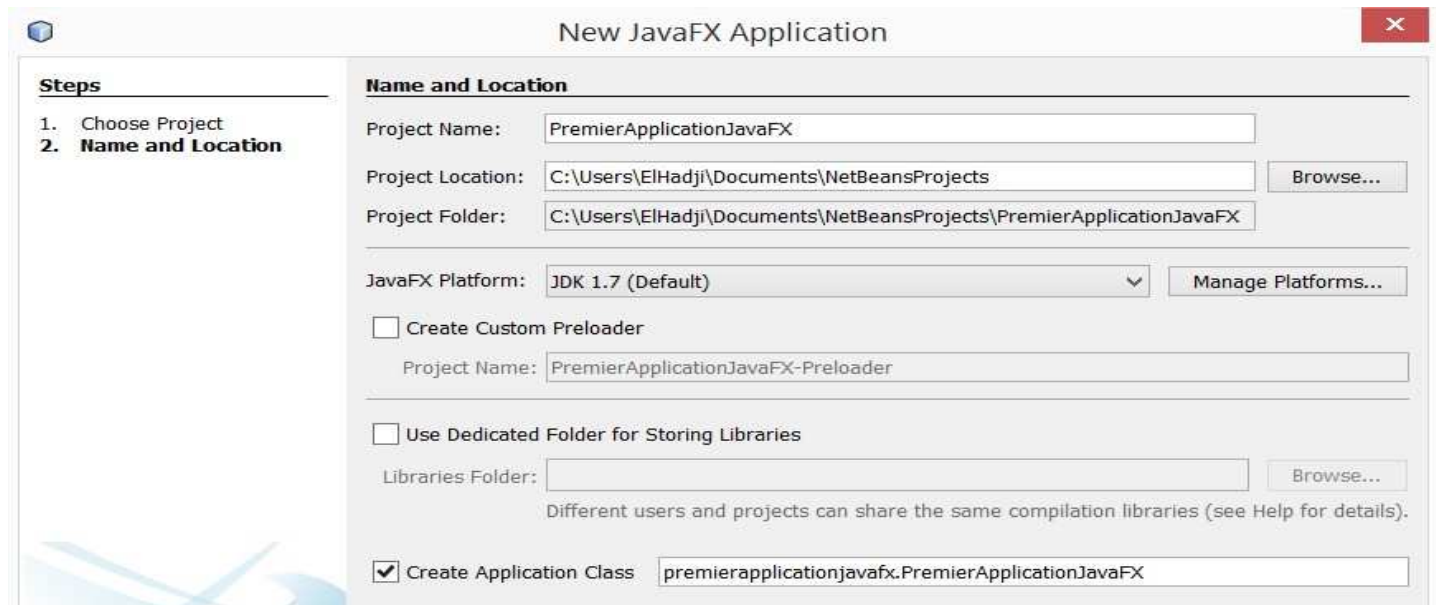 New JavaFX Application
Steps
1. Choose Project
2. Name and Location
Name and Location
Project Name: PremierApplicationJavaFX
Project Location: C:\Users\ElHadji\Documents\NetBeansProjects Browse...
Project Folder: C:\Users\ElHadji\Documents\NetBeansProjects\PremierApplicationJavaFX
JavaFX Platform: JDK 1.7 (Default) Manage Platforms...
Create Custom Preloader
Project Name: PremierApplicationJavaFX-Preloader
Use Dedicated Folder for Storing Libraries
Libraries Folder: Browse...
Different users and projects can share the same compilation libraries (see Help for details).
Create Application Class premierapplicationjavafx.PremierApplicationJavaFX